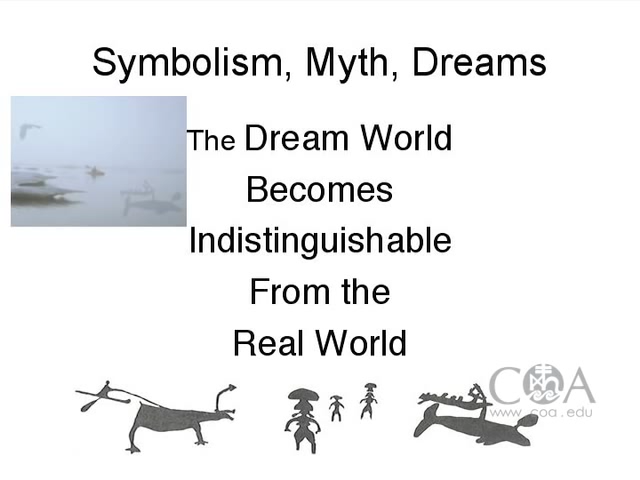 Symbolism, Myth, Dreams
The Dream World
Becomes
Indistinguishable
From the
Real World
COA
www.coa.edu